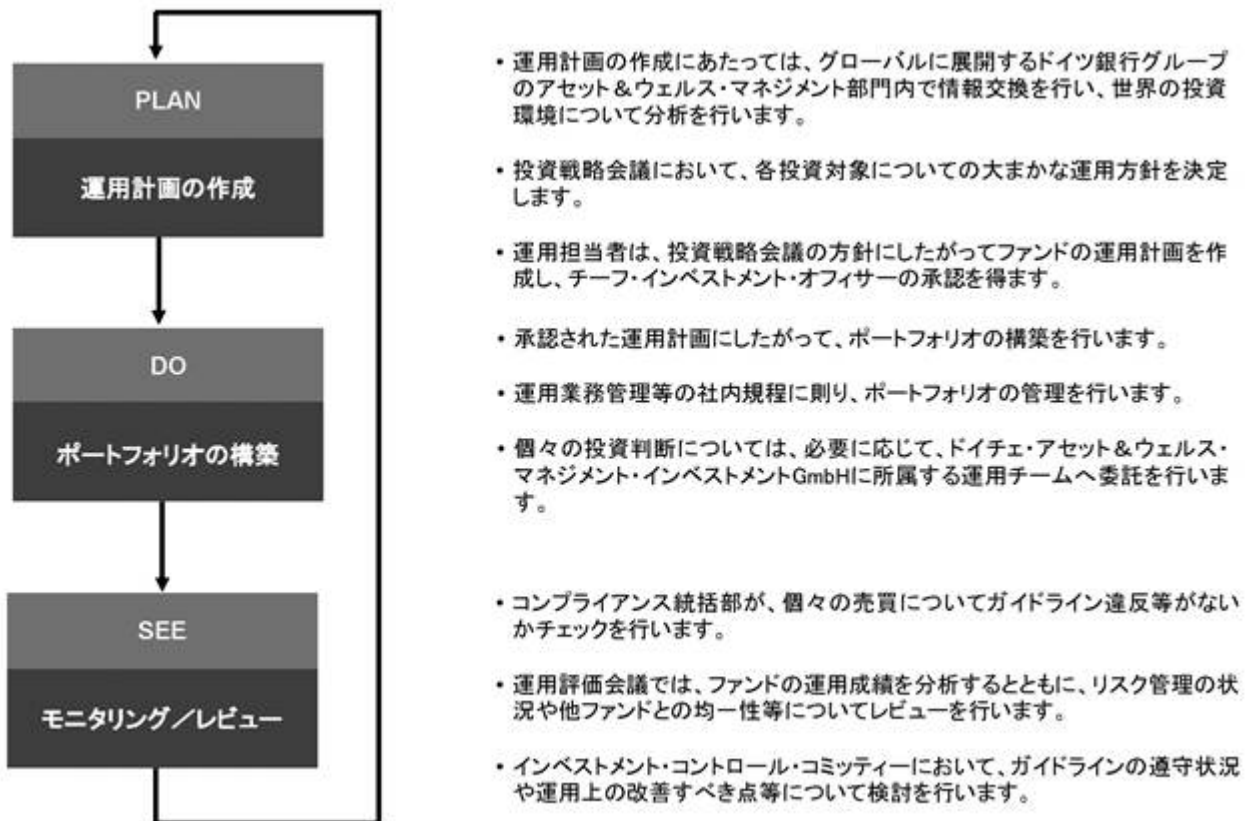 PLAN
運用計画の作成
・運用計画の作成にあたっては、グローバルに展開するドイツ銀行グループ
のアセット＆ウェルス・マネジメント部門内で情報交換を行い、世界の投資
環境について分析を行います。
・投資戦略会議において、各投資対象についての大まかな運用方針を決定
します。
・運用担当者は、投資戦略会議の方針にしたがってファンドの運用計画を作
成し、チーフ・インベストメント・オフィサーの承認を得ます。
DO
ポートフォリオの構築
・承認された運用計画にしたがって、ポートフォリオの構築を行います。
・運用業務管理等の社内規程に則り、ポートフォリオの管理を行います。
・個々の投資判断については、必要に応じて、ドイチェ・アセット＆ウェルス・
マネジメント・インベストメントGmbHに所属する運用チームへ委託を行いま
す。
SEE
モニタリング／レビュー
・コンプライアンス統括部が、個々の売買についてガイドライン違反等がない
かチェックを行います。
・運用評価会議では、ファンドの運用成績を分析するとともに、リスク管理の状
況や他ファンドとの均一性等についてレビューを行います。
・インベストメント・コントロール・コミッティーにおいて、ガイドラインの遵守状況
や運用上の改善すべき点等について検討を行います。